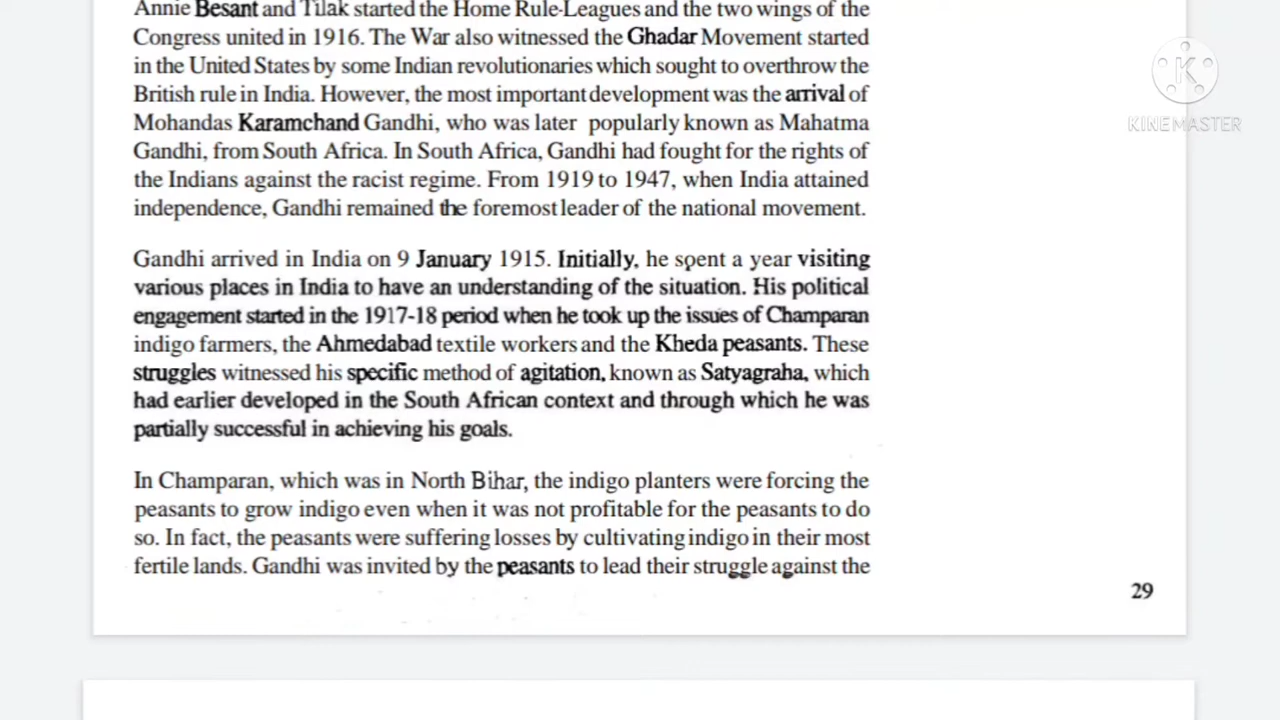 Annie Besant and Tilak started the Home Rule-Leagues and the two wings of the
Congress united in 1916. The War also witnessed the Ghadar Movement started
in the United States by some Indian revolutionaries which sought to overthrow the
British rule in India. However, the most important development was the arrival of
Mohandas Karamchand Gandhi, who was later popularly known as Mahatma
Gandhi, from South Africa. In South Africa, Gandhi had fought for the rights of
the Indians against the racist regime. From 1919 to 1947, when India attained
independence, Gandhi remained the foremost leader of the national movement.
Gandhi arrived in India on 9 January 1915. Initially, he spent a year visiting
various places in India to have an understanding of the situation. His political
engagement started in the 1917-18 period when he took up the issues of Champaran
indigo farmers, the Ahmedabad textile workers and the Kheda peasants. These
struggles witnessed his specific method of agitation, known as Satyagraha, which
had earlier developed in the South African context and through which he was
partially successful in achieving his goals.
In Champaran, which was in North Bihar, the indigo planters were forcing the
peasants to grow indigo even when it was not profitable for the peasants to do
so. In fact, the peasants were suffering losses by cultivating indigo in their most
fertile lands. Gandhi was invited by the peasants to lead their struggle against the
29
K
KINEMASTER